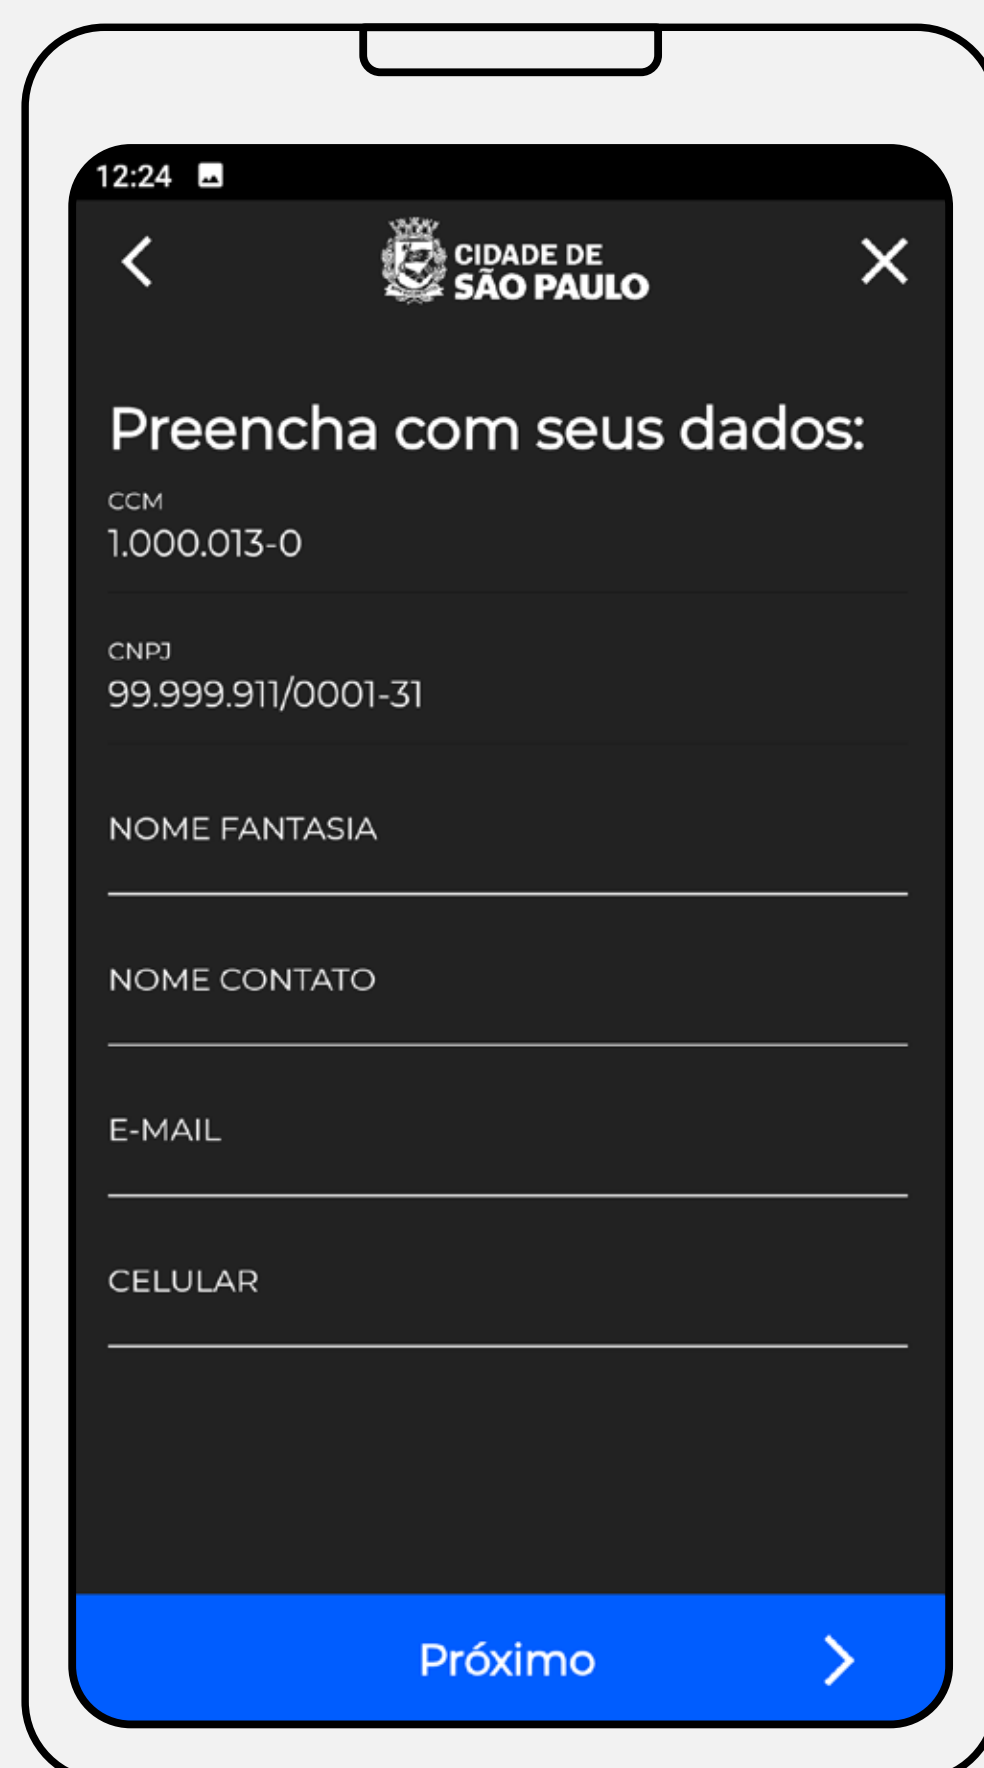 12:24
CIDADE DE
SÃO PAULO
Preencha com seus dados:
CCM
1.000.013-0
CNPJ
99.999.911/0001-31
NOME FANTASIA
NOME CONTATO
E-MAIL
CELULAR
Próximo